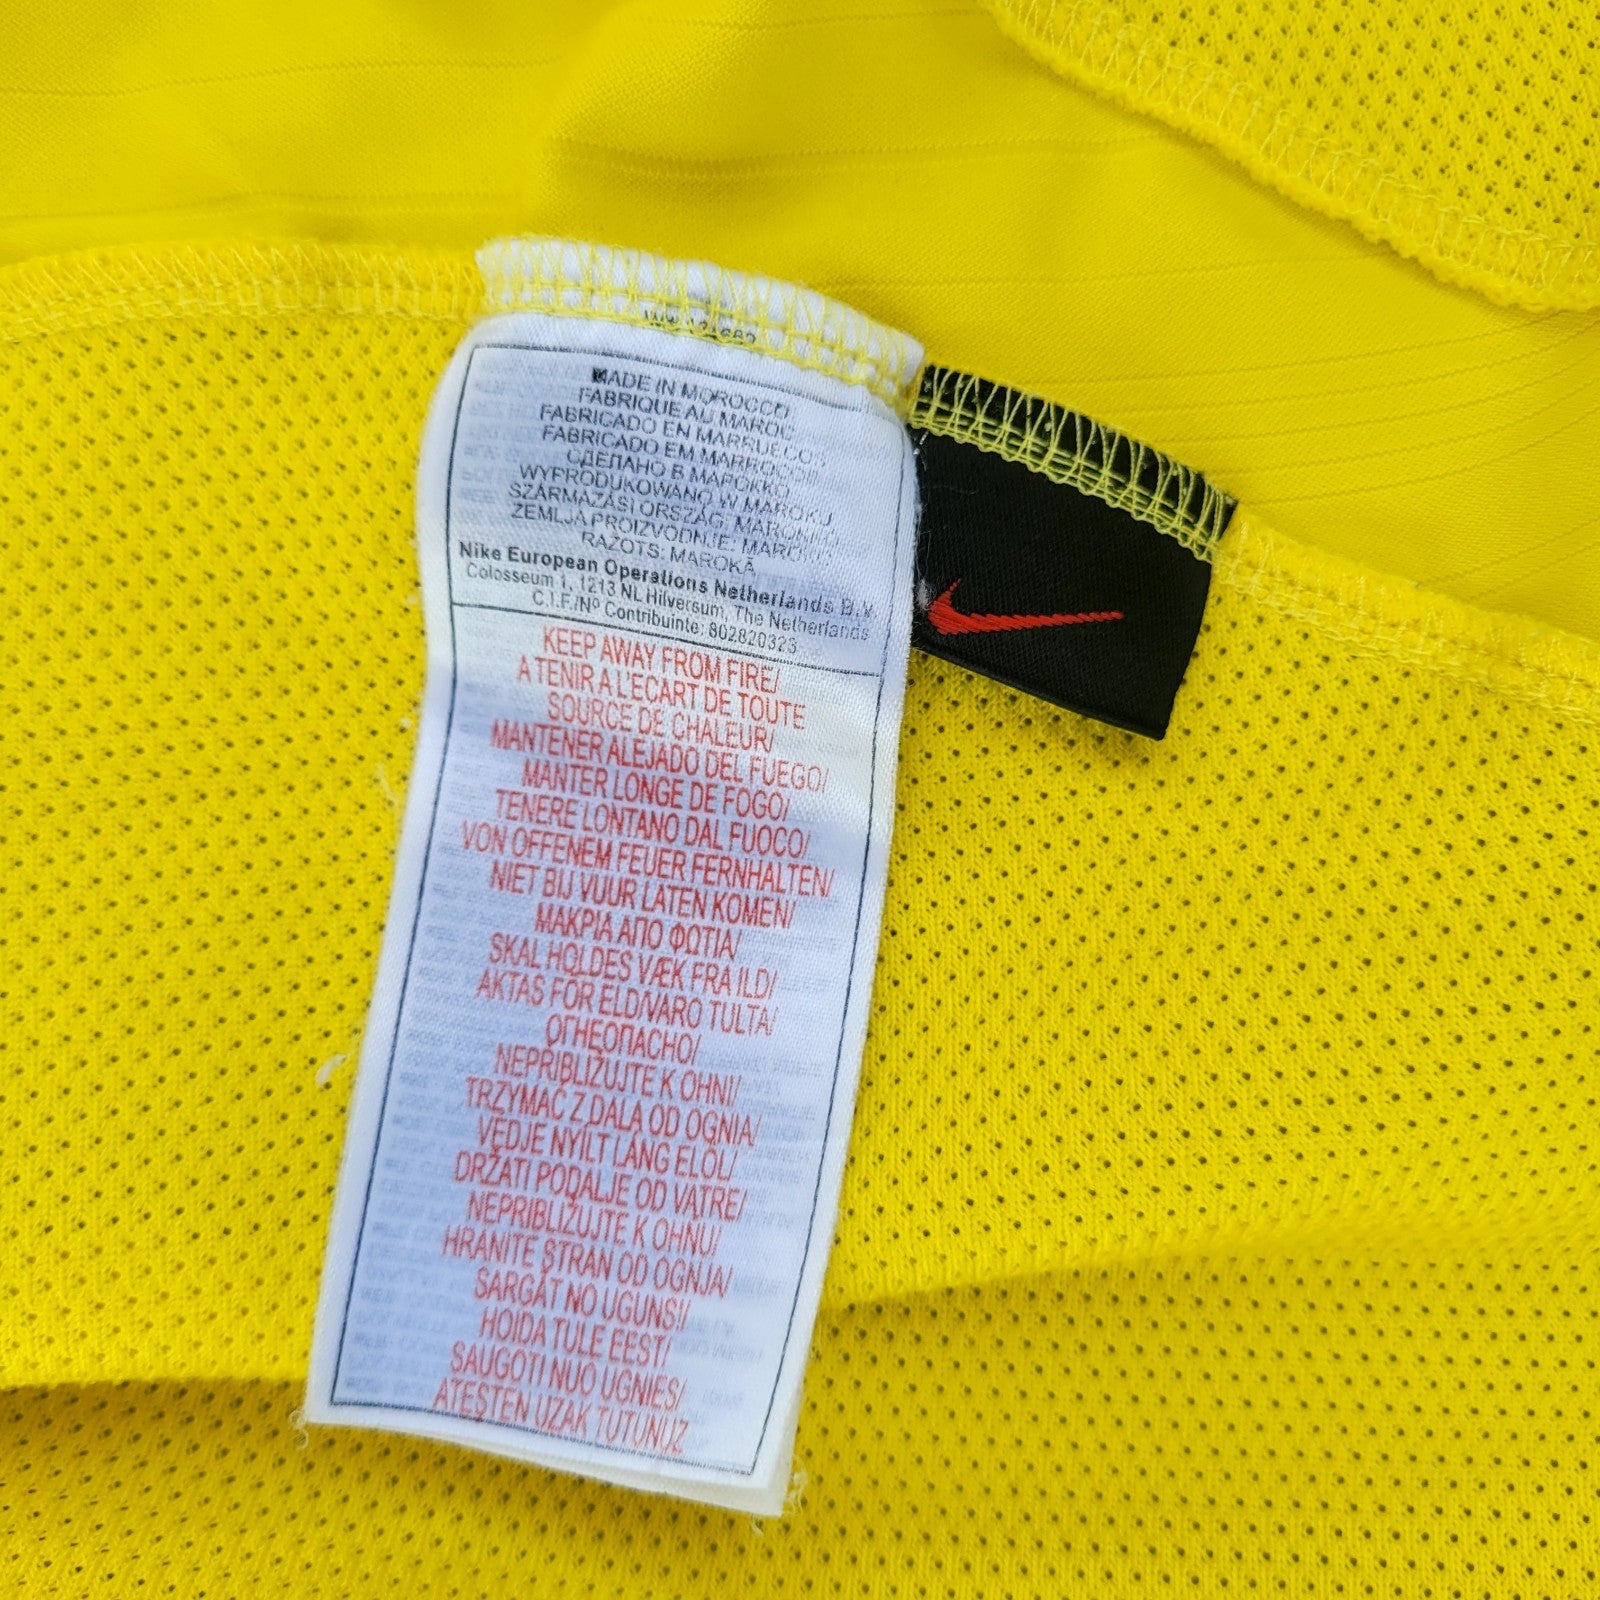 MADE IN MOROCCO
FABRIQUE AU MAROC
FABRICADO EN MARRUECOS
FABRICADO EM MARROCOS
СДЕЛАНО В МАРОККО
WYPRODUKOWANO W MAROKU
SZÁRMAZÁSI ORSZÁG: MAROKKÓ
ZEMLJA PROIZVODNJE: MAROKO
RAŽOTS: MAROKĀ
Nike European Operations Netherlands B.V.
Colosseum 1, 1213 NL Hilversum, The Netherlands
C.I.F./Nº Contribuinte: 802820323
KEEP AWAY FROM FIRE/
A TENIR A L'ECART DE TOUTE
SOURCE DE CHALEUR/
MANTENER ALEJADO DEL FUEGO/
MANTER LONGE DE FOGO/
TENERE LONTANO DAL FUOCO/
VON OFFENEM FEUER FERNHALTEN/
NIET BIJ VUUR LATEN KOMEN/
ΜΑΚΡΙΑ ΑΠΟ ΦΩΤΙΑ/
SKAL HOLDES VÆK FRA ILD/
AKTAS FÖR ELD/VARO TULTA/
ОГНЕОПАСНО/
NEPŘIBLIŽUJTE K OHNI/
TRZYMAĆ Z DALA OD OGNIA/
VÉDJE NYÍLT LÁNG ELÖL/
DRŽATI PODALJE OD VATRE/
NEPRIBLIŽUJTE K OHŇU/
HRANITE STRAN OD OGNJA/
SARGĀT NO UGUNS!/
HOIDA TULE EEST/
SAUGOTI NUO UGNIES/
ATEŞTEN UZAK TUTUNUZ